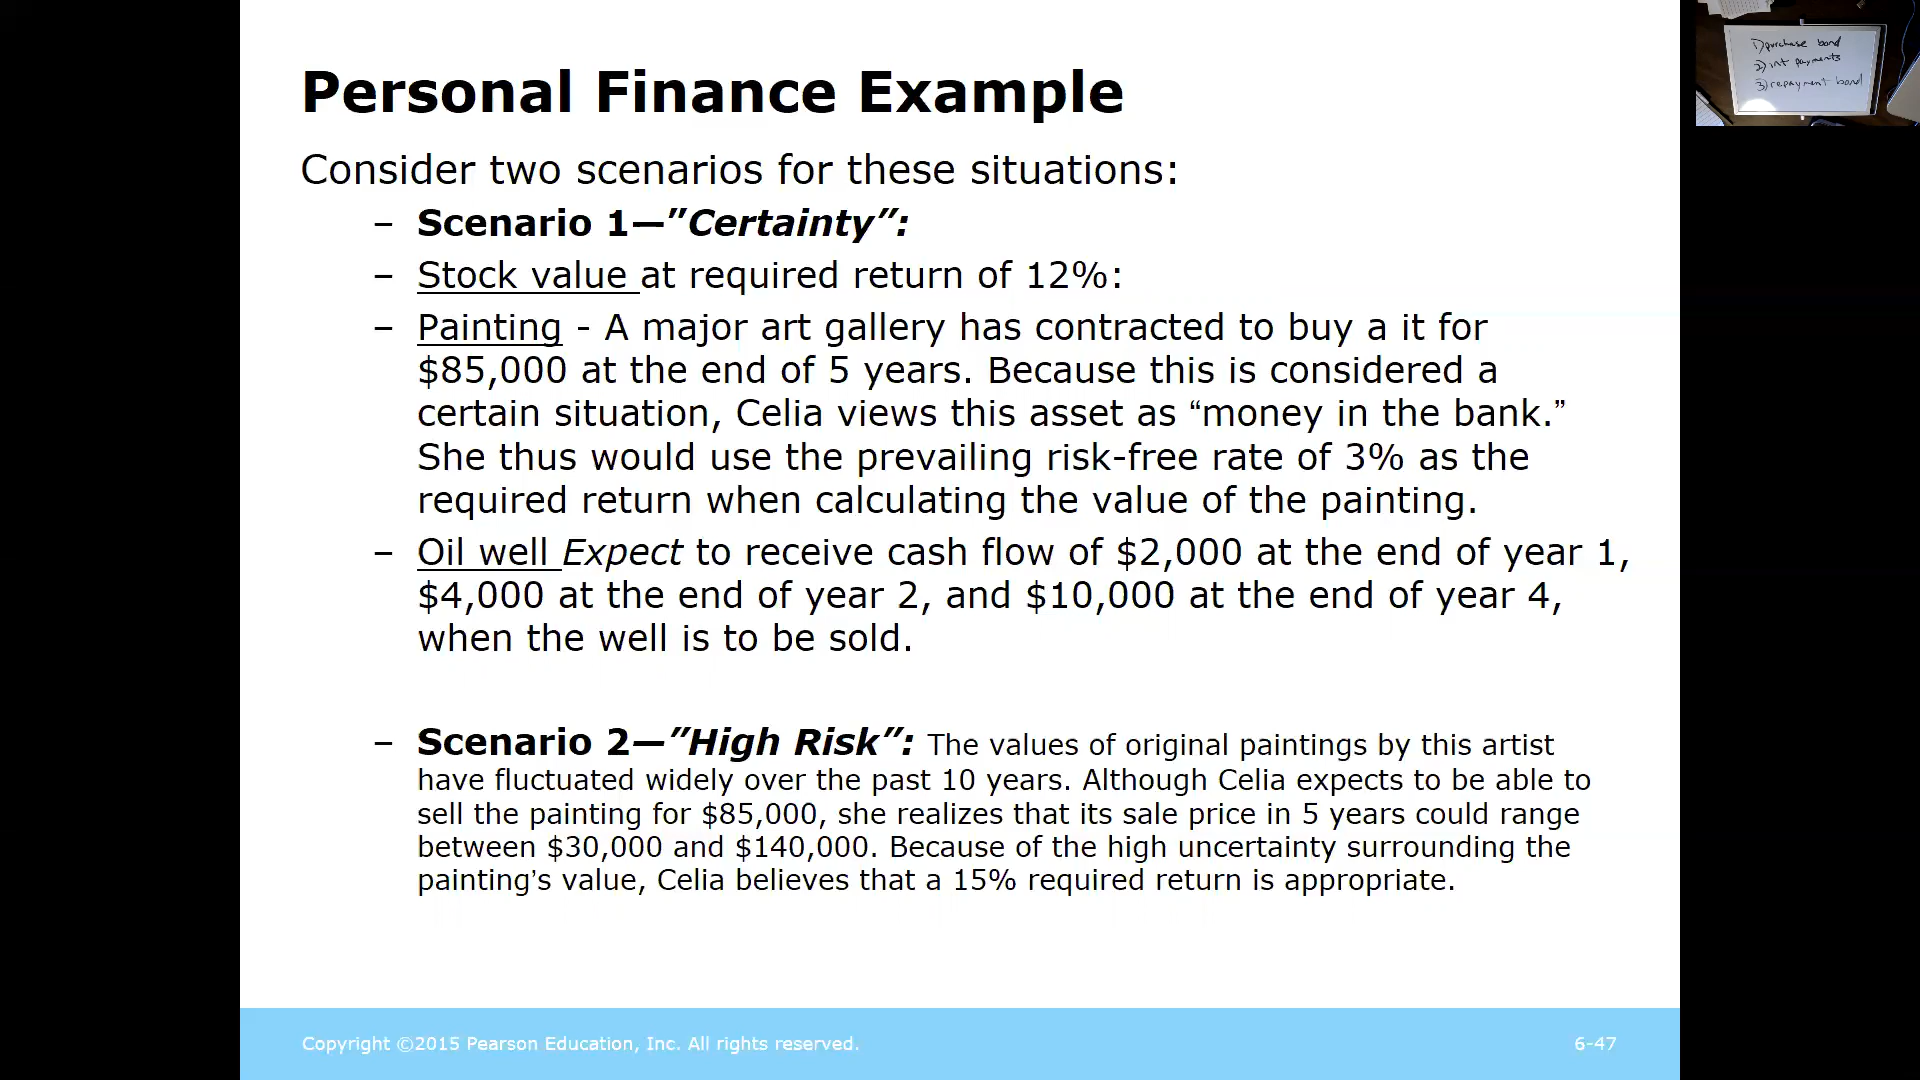 Personal Finance Example
Consider two scenarios for these situations:
– Scenario 1—”Certainty”:
– Stock value at required return of 12%:
– Painting - A major art gallery has contracted to buy a it for
$85,000 at the end of 5 years. Because this is considered a
certain situation, Celia views this asset as “money in the bank.”
She thus would use the prevailing risk-free rate of 3% as the
required return when calculating the value of the painting.
– Oil well Expect to receive cash flow of $2,000 at the end of year 1,
$4,000 at the end of year 2, and $10,000 at the end of year 4,
when the well is to be sold.
– Scenario 2—”High Risk”: The values of original paintings by this artist
have fluctuated widely over the past 10 years. Although Celia expects to be able to
sell the painting for $85,000, she realizes that its sale price in 5 years could range
between $30,000 and $140,000. Because of the high uncertainty surrounding the
painting’s value, Celia believes that a 15% required return is appropriate.
Copyright ©2015 Pearson Education, Inc. All rights reserved.
6-47
1) purchase bond
2) int payments
3) repayment bond